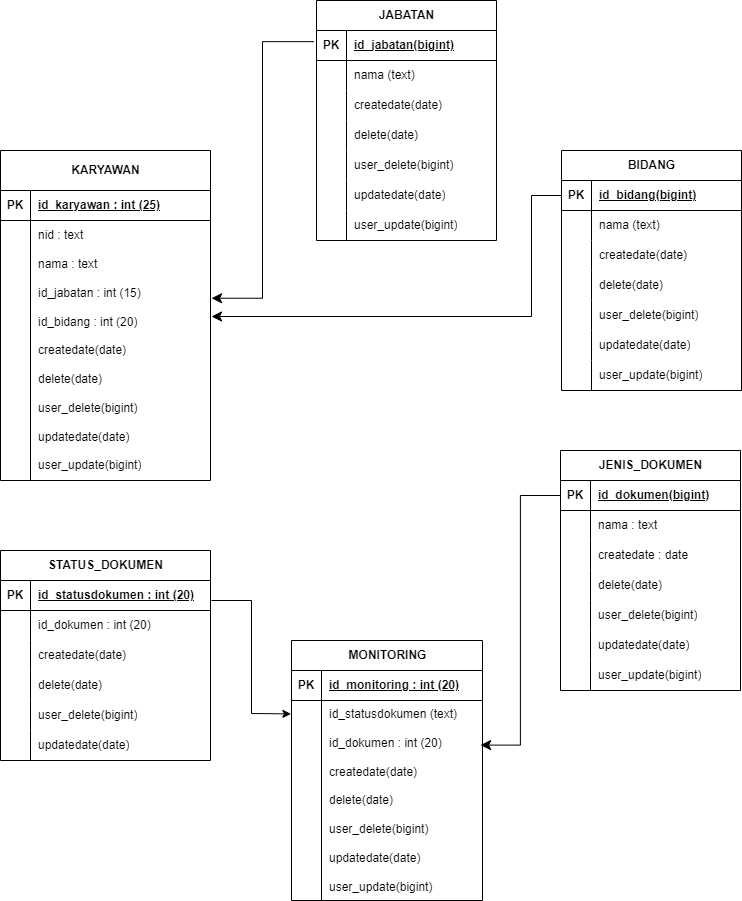 JABATAN
PK id_jabatan(bigint)
nama (text)
createdate(date)
delete(date)
user_delete(bigint)
updatedate(date)
user_update(bigint)
KARYAWAN
PK id_karyawan : int (25)
nid : text
nama : text
id_jabatan : int (15)
id_bidang : int (20)
createdate(date)
delete(date)
user_delete(bigint)
updatedate(date)
user_update(bigint)
BIDANG
PK id_bidang(bigint)
nama (text)
createdate(date)
delete(date)
user_delete(bigint)
updatedate(date)
user_update(bigint)
JENIS_DOKUMEN
PK id_dokumen(bigint)
nama : text
createdate : date
delete(date)
user_delete(bigint)
updatedate(date)
user_update(bigint)
STATUS_DOKUMEN
PK id_statusdokumen : int (20)
id_dokumen : int (20)
createdate(date)
delete(date)
user_delete(bigint)
updatedate(date)
MONITORING
PK id_monitoring : int (20)
id_statusdokumen (text)
id_dokumen : int (20)
createdate(date)
delete(date)
user_delete(bigint)
updatedate(date)
user_update(bigint)